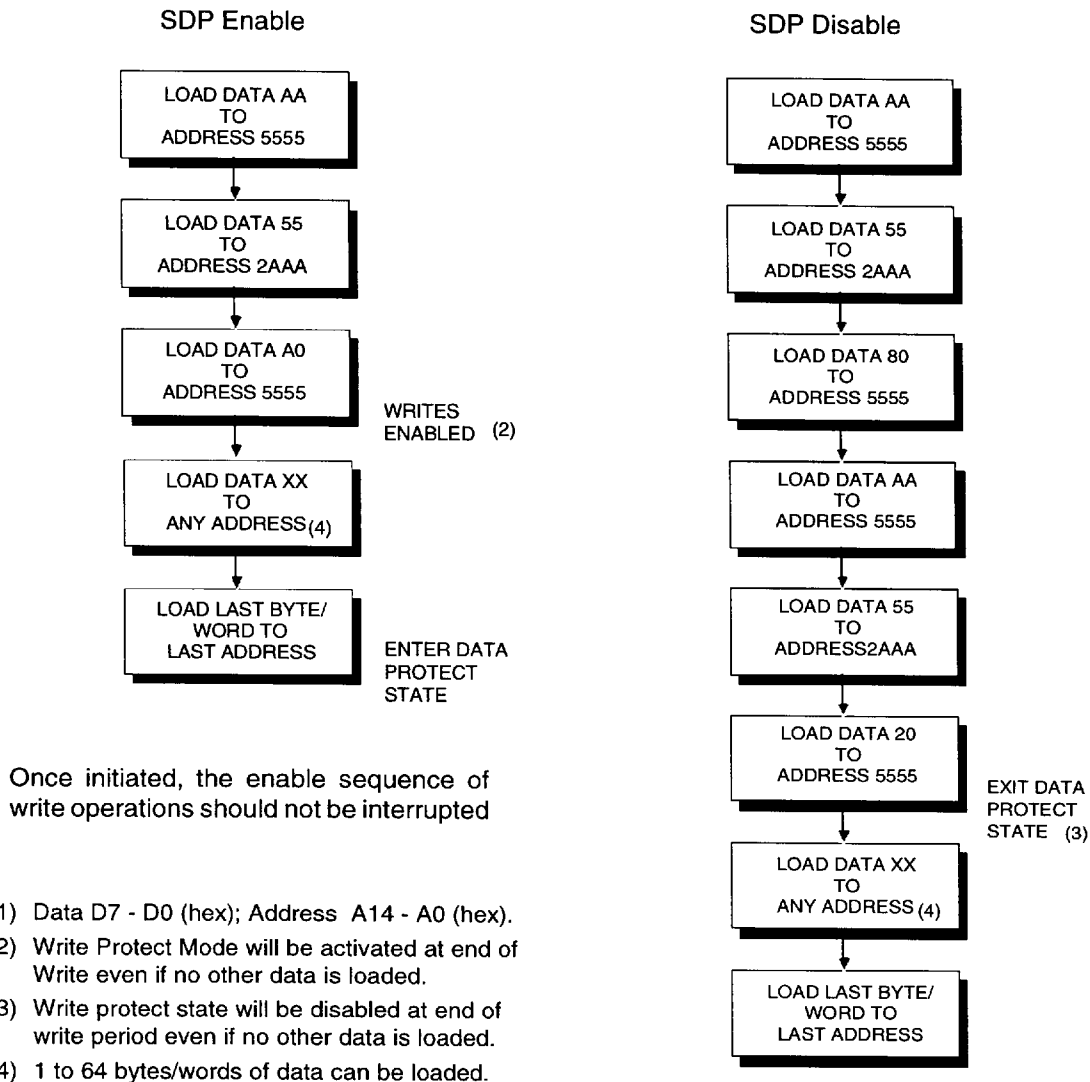 SDP Enable
LOAD DATA AA
TO
ADDRESS 5555
LOAD DATA 55
TO
ADDRESS 2AAA
LOAD DATA A0
TO
ADDRESS 5555
WRITES
ENABLED (2)
LOAD DATA XX
TO
ANY ADDRESS (4)
LOAD LAST BYTE/
WORD TO
LAST ADDRESS
ENTER DATA
PROTECT
STATE
Once initiated, the enable sequence of
write operations should not be interrupted
1) Data D7 - D0 (hex); Address A14 - A0 (hex).
2) Write Protect Mode will be activated at end of
Write even if no other data is loaded.
3) Write protect state will be disabled at end of
write period even if no other data is loaded.
4) 1 to 64 bytes/words of data can be loaded.
SDP Disable
LOAD DATA AA
TO
ADDRESS 5555
LOAD DATA 55
TO
ADDRESS 2AAA
LOAD DATA 80
TO
ADDRESS 5555
LOAD DATA AA
TO
ADDRESS 5555
LOAD DATA 55
TO
ADDRESS2AAA
LOAD DATA 20
TO
ADDRESS 5555
EXIT DATA
PROTECT
STATE (3)
LOAD DATA XX
TO
ANY ADDRESS (4)
LOAD LAST BYTE/
WORD TO
LAST ADDRESS